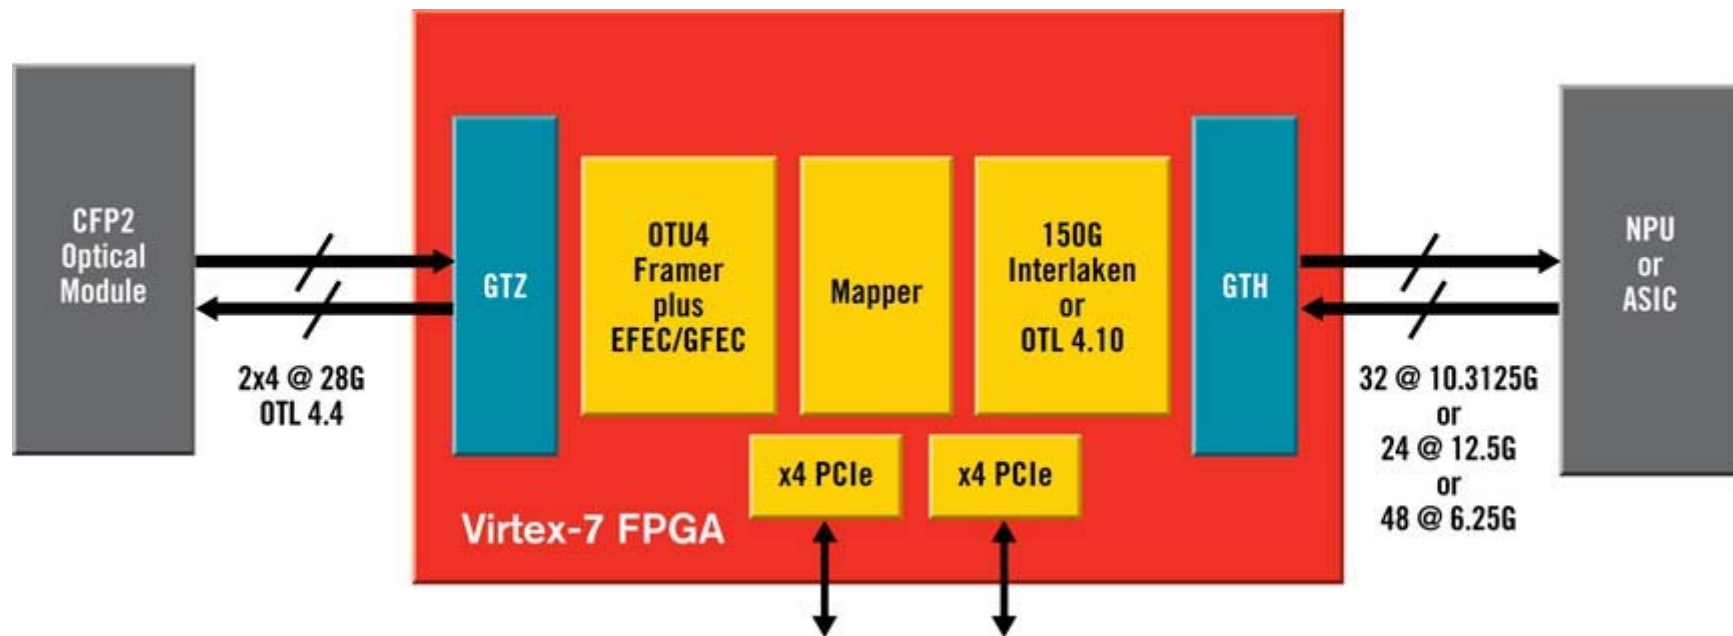 CFP2
Optical
Module
2x4 @ 28G
OTL 4.4
GTZ
OTU4
Framer
plus
EFEC/GFEC
Mapper
150G
Interlaken
or
OTL 4.10
GTH
x4 PCIe
x4 PCIe
Virtex-7 FPGA
32 @ 10.3125G
or
24 @ 12.5G
or
48 @ 6.25G
NPU
or
ASIC